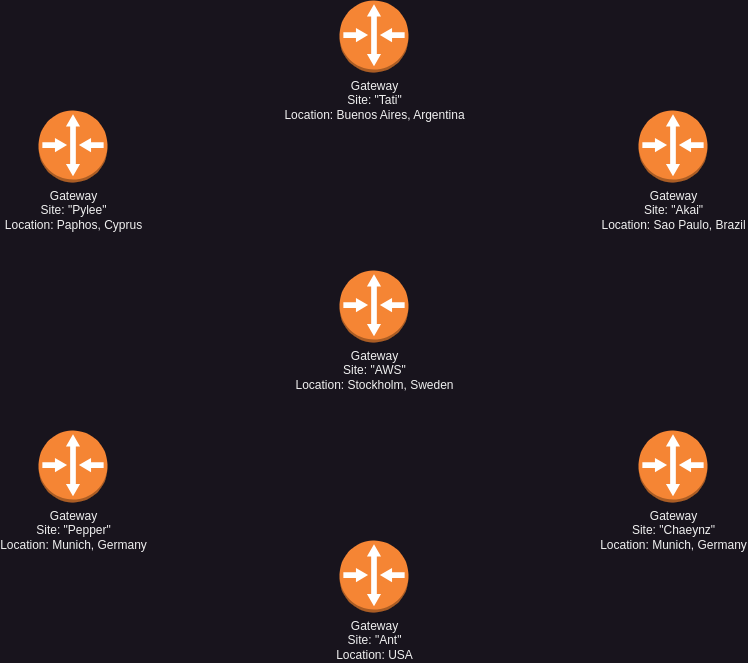 Gateway
Site: "Tati"
Location: Buenos Aires, Argentina
Gateway
Site: "Pylee"
Location: Paphos, Cyprus
Gateway
Site: "Akai"
Location: Sao Paulo, Brazil
Gateway
Site: "AWS"
Location: Stockholm, Sweden
Gateway
Site: "Pepper"
Location: Munich, Germany
Gateway
Site: "Chaeynz"
Location: Munich, Germany
Gateway
Site: "Ant"
Location: USA